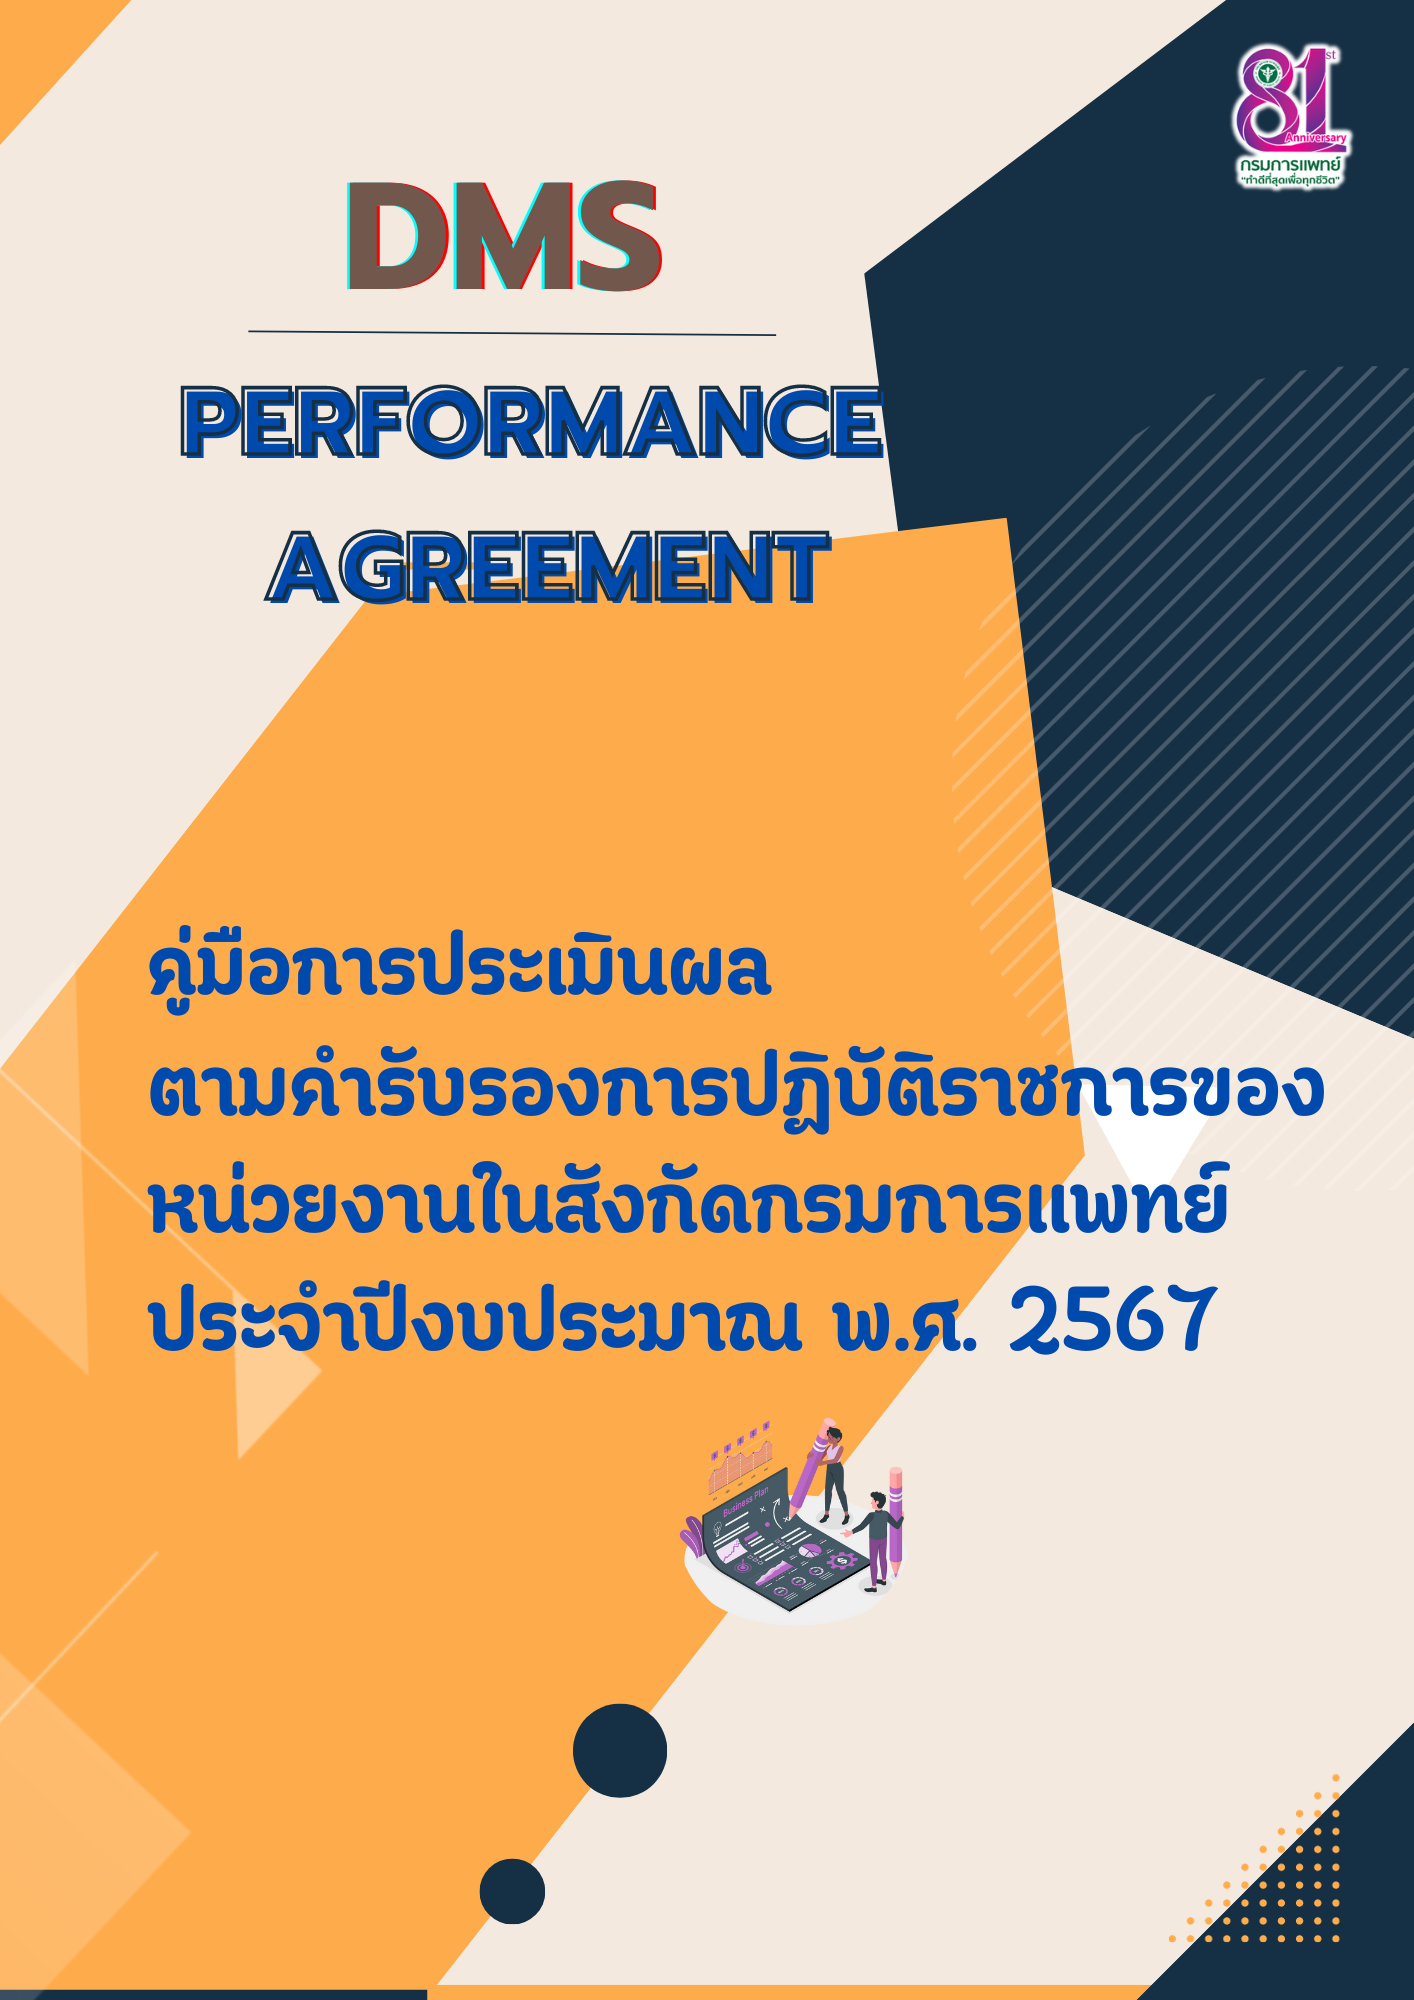 81st
Anniversary
กรมการแพทย์
"ทำดีที่สุดเพื่อทุกชีวิต"
DMS
PERFORMANCE
AGREEMENT
คู่มือการประเมินผล
ตามคำรับรองการปฏิบัติราชการของ
หน่วยงานในสังกัดกรมการแพทย์
ประจำปีงบประมาณ พ.ศ. 2567
Business Plan